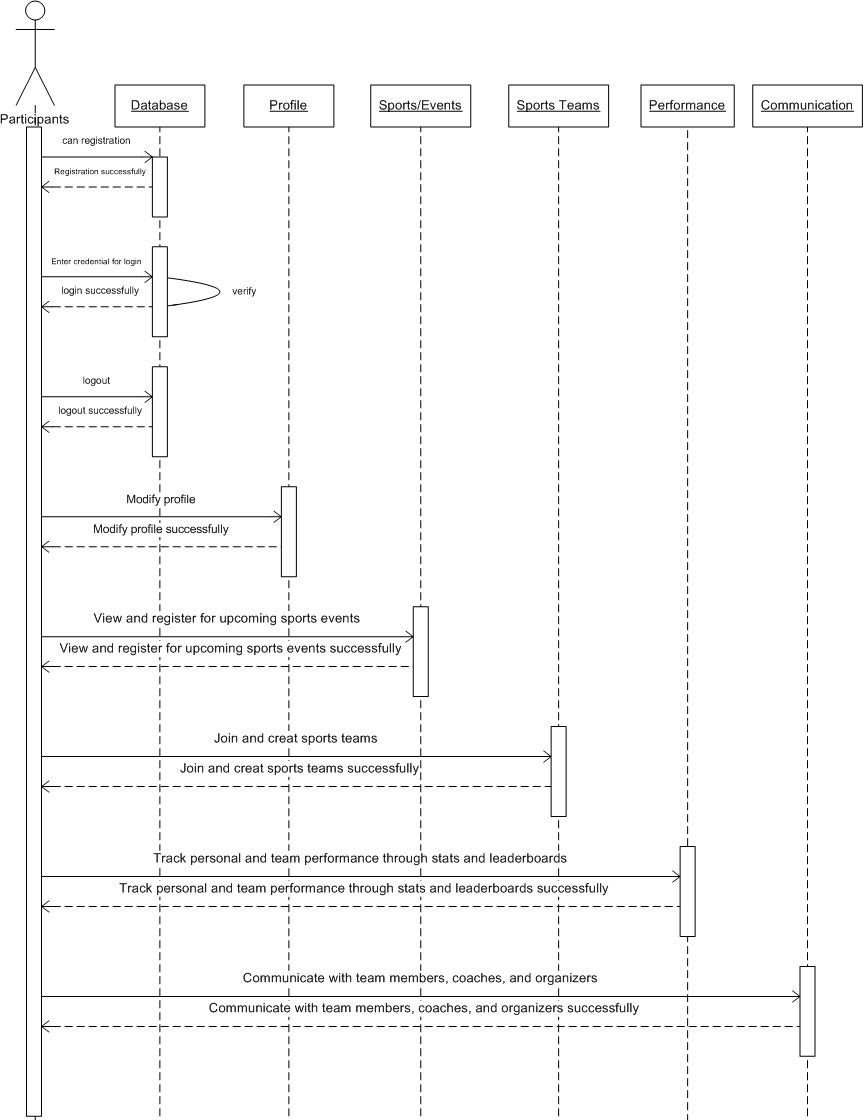 Participants
Database
Profile
Sports/Events
Sports Teams
Performance
Communication
can registration
Registration successfully
Enter credential for login
login successfully
verify
logout
logout successfully
Modify profile
Modify profile successfully
View and register for upcoming sports events
View and register for upcoming sports events successfully
Join and creat sports teams
Join and creat sports teams successfully
Track personal and team performance through stats and leaderboards
Track personal and team performance through stats and leaderboards successfully
Communicate with team members, coaches, and organizers
Communicate with team members, coaches, and organizers successfully